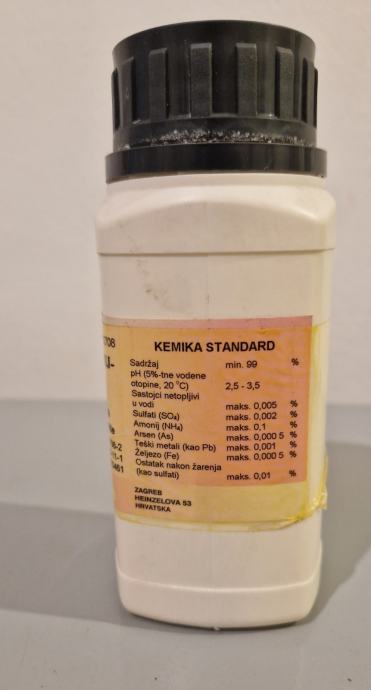 KEMIKA STANDARD
Sadržaj min. 99 %
pH (5%-tne vodene
otopine, 20 °C) 2,5 - 3,5
Sastojci netopljivi
u vodi maks. 0,005 %
Sulfati (SO₄) maks. 0,002 %
Amonij (NH₄) maks. 0,1 %
Arsen (As) maks. 0,000 5 %
Teški metali (kao Pb) maks. 0,001 %
Željezo (Fe) maks. 0,000 5 %
Ostatak nakon žarenja
(kao sulfati) maks. 0,01 %
ZAGREB
HEINZELOVA 53
HRVATSKA